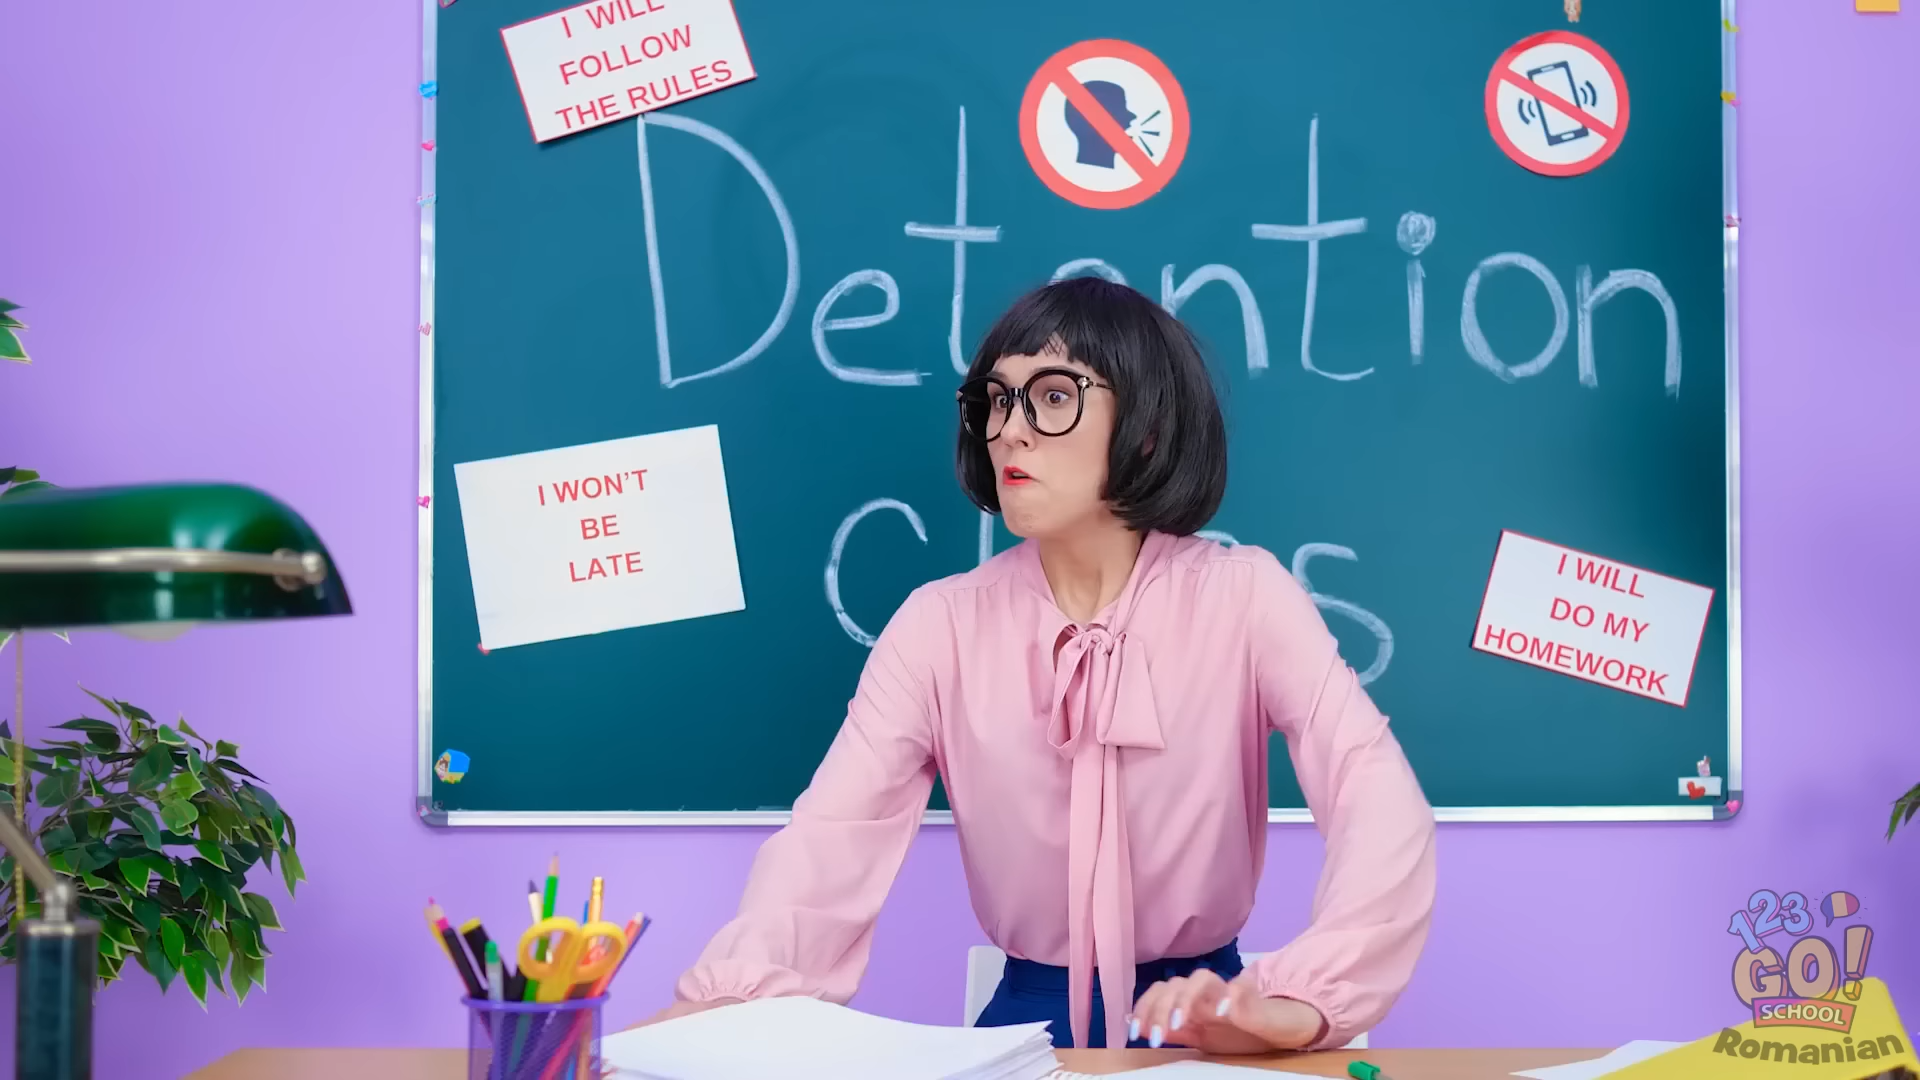 I WILL
FOLLOW
THE RULES
Detention
I WON'T
BE
LATE
I WILL
DO MY
HOMEWORK
123
GO!
SCHOOL
Romanian